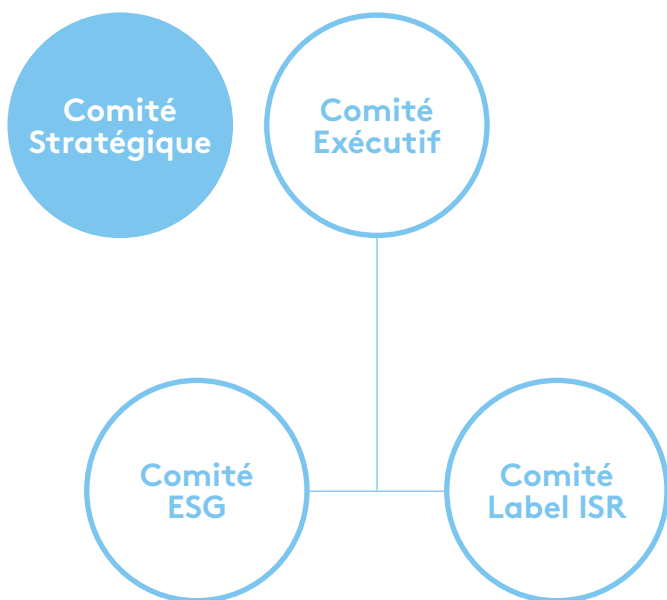 Comité
Stratégique
Comité
Exécutif
Comité
ESG
Comité
Label ISR